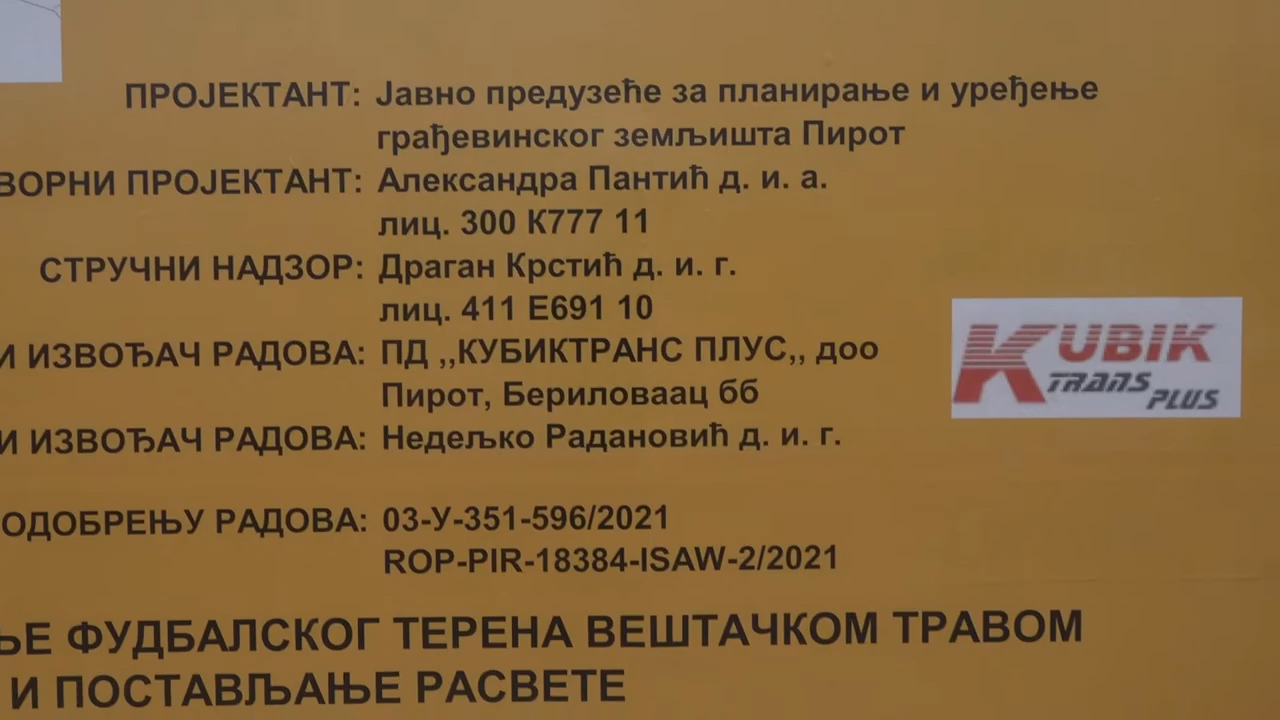 ПРОЈЕКТАНТ: Јавно предузеће за планирање и уређење
грађевинског земљишта Пирот
ВОРНИ ПРОЈЕКТАНТ: Александра Пантић д. и. а.
лиц. 300 К777 11
СТРУЧНИ НАДЗОР: Драган Крстић д. и. г.
лиц. 411 Е691 10
И ИЗВОЂАЧ РАДОВА: ПД ,,КУБИКТРАНС ПЛУС,, доо
Пирот, Бериловаац бб
И ИЗВОЂАЧ РАДОВА: Недељко Радановић д. и. г.
ОДОБРЕЊУ РАДОВА: 03-У-351-596/2021
ROP-PIR-18384-ISAW-2/2021
ЊЕ ФУДБАЛСКОГ ТЕРЕНА ВЕШТАЧКОМ ТРАВОМ
И ПОСТАВЉАЊЕ РАСВЕТЕ
KUBIK
TRANS
PLUS